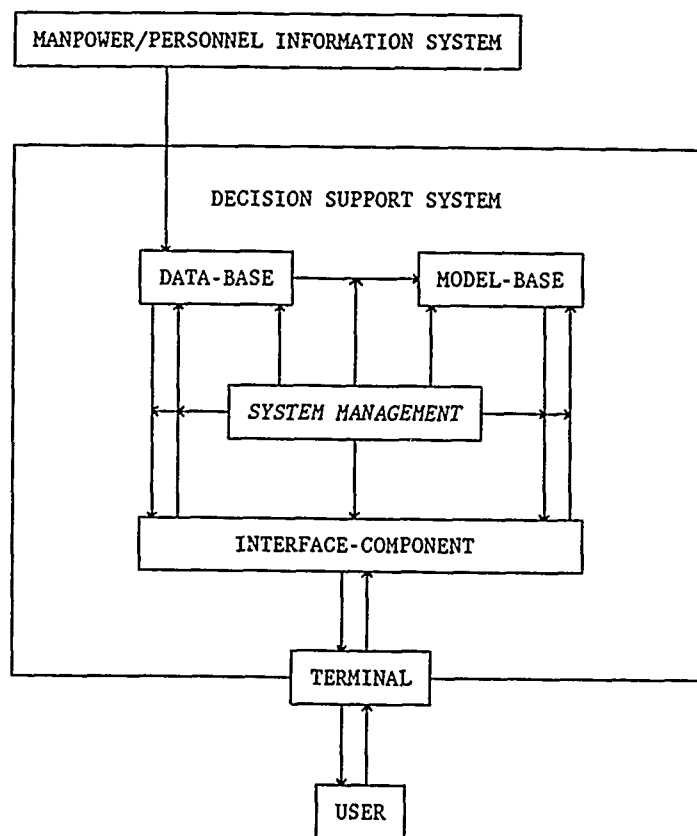 MANPOWER/PERSONNEL INFORMATION SYSTEM
DECISION SUPPORT SYSTEM
DATA-BASE
MODEL-BASE
SYSTEM MANAGEMENT
INTERFACE-COMPONENT
TERMINAL
USER